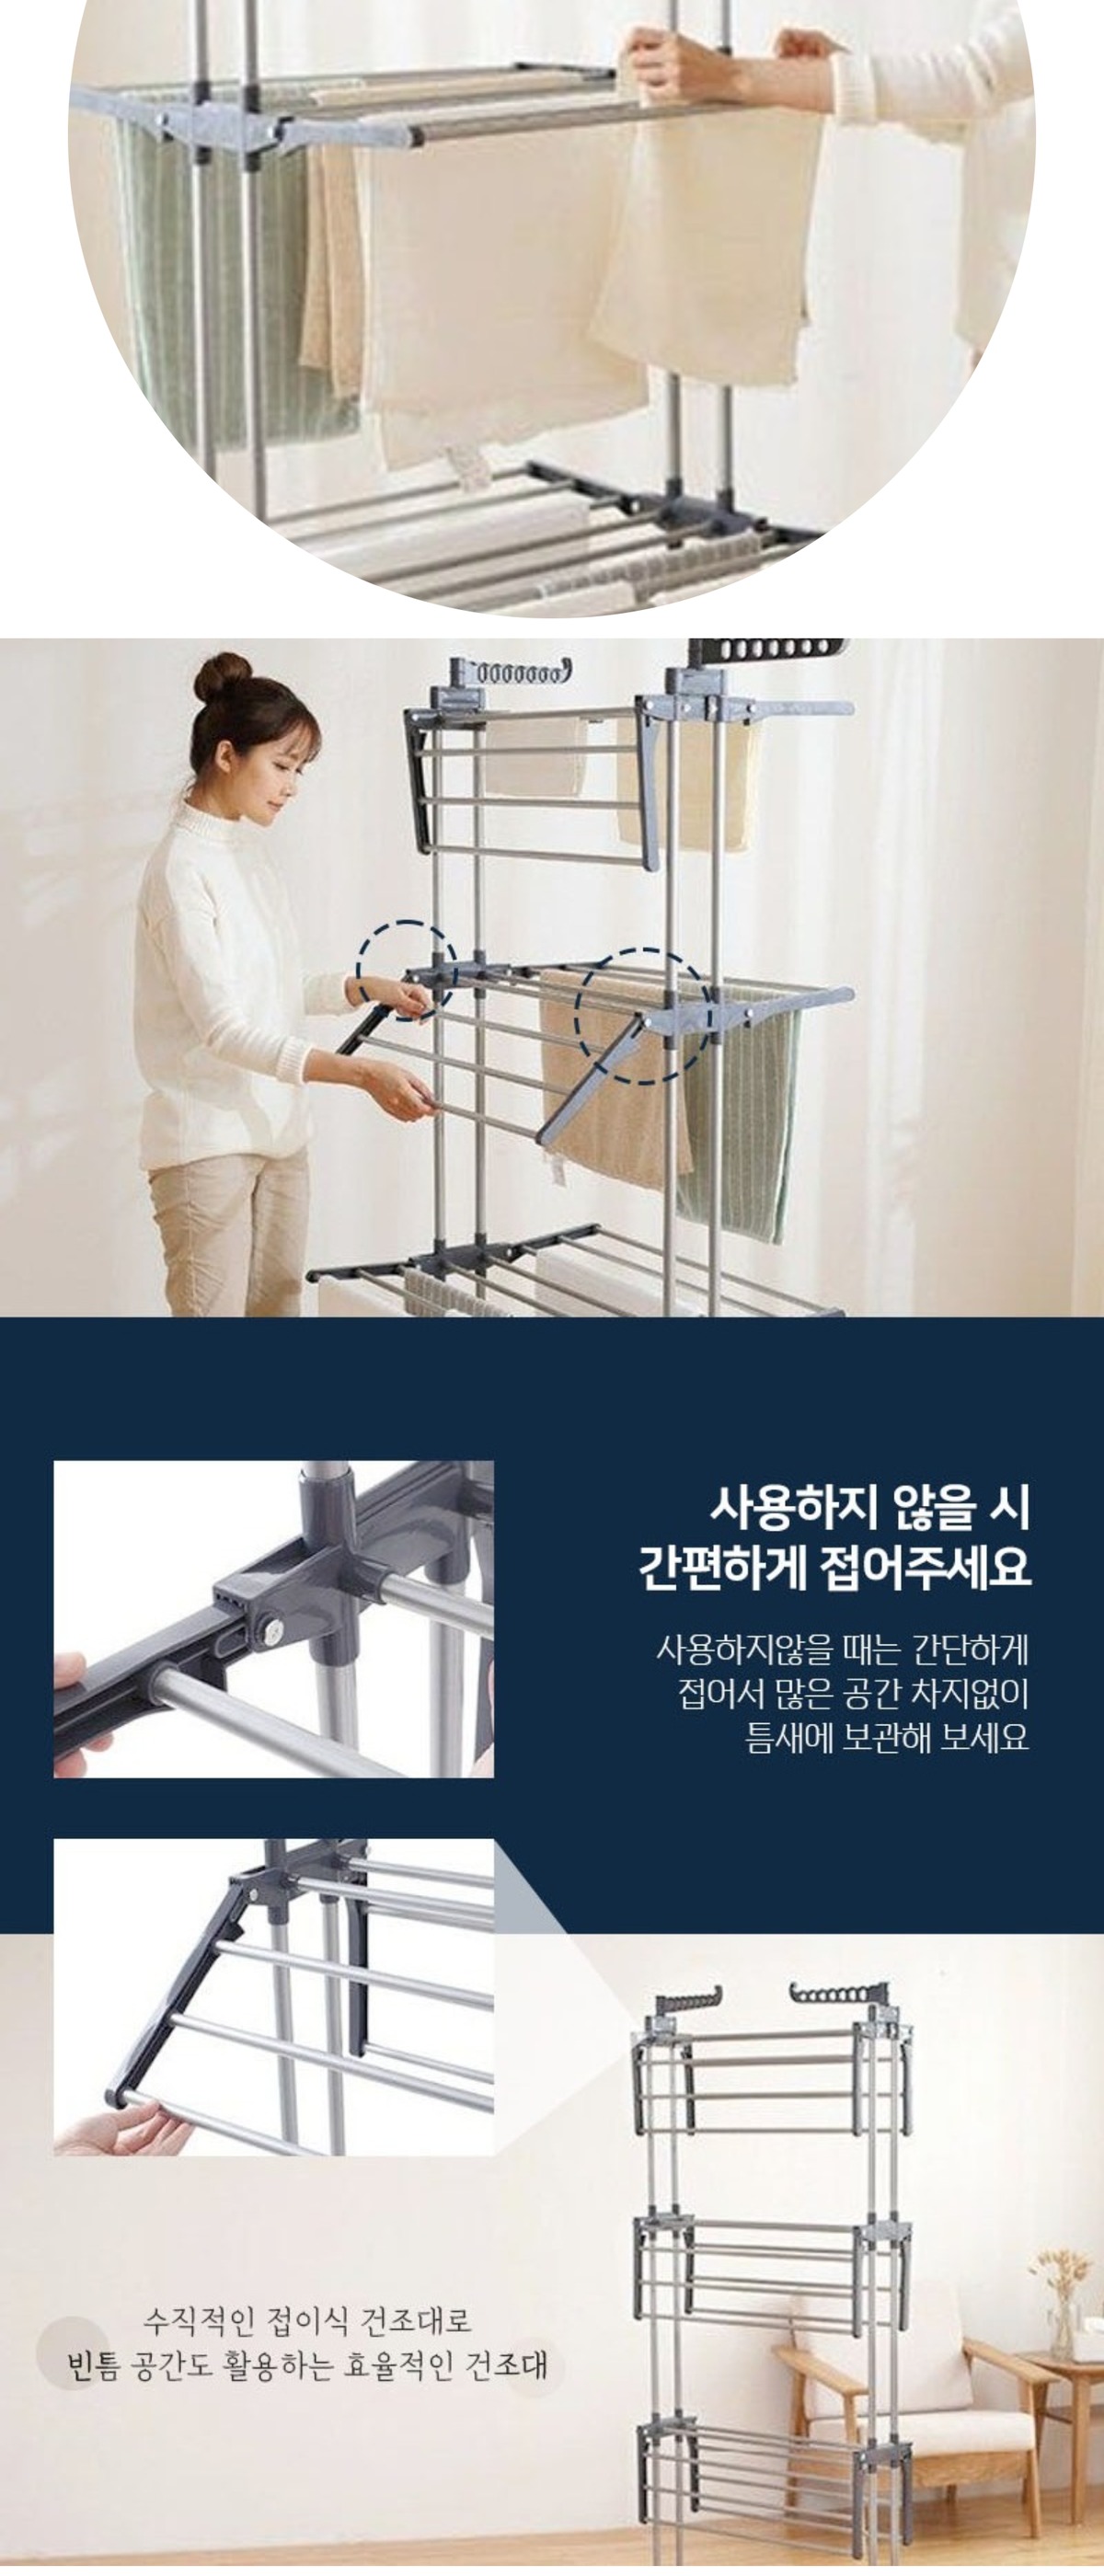 사용하지 않을 시
간편하게 접어주세요
사용하지않을 때는 간단하게
접어서 많은 공간 차지없이
틈새에 보관해 보세요
수직적인 접이식 건조대로
빈틈 공간도 활용하는 효율적인 건조대